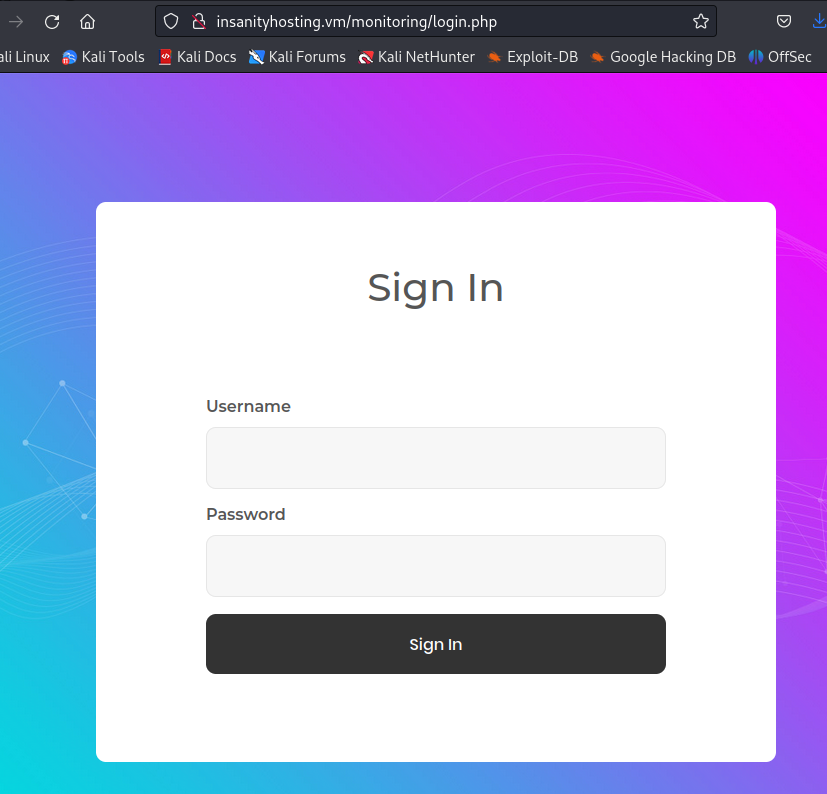 insanityhosting.vm/monitoring/login.php
ali Linux Kali Tools Kali Docs Kali Forums Kali NetHunter Exploit-DB Google Hacking DB OffSec
Sign In
Username
Password
Sign In